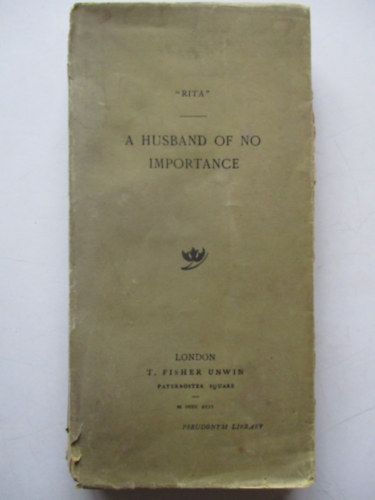 "RITA"
A HUSBAND OF NO
IMPORTANCE
LONDON
T. FISHER UNWIN
PATERNOSTER SQUARE
PSEUDONYM LIBRARY